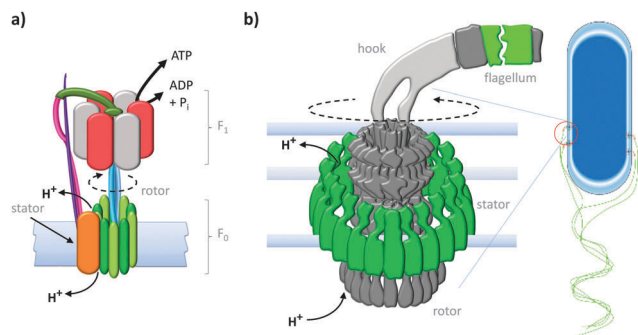 a)
ATP
ADP
+ Pi
F1
rotor
H+
stator
F0
H+
b)
hook
flagellum
H+
stator
H+
rotor